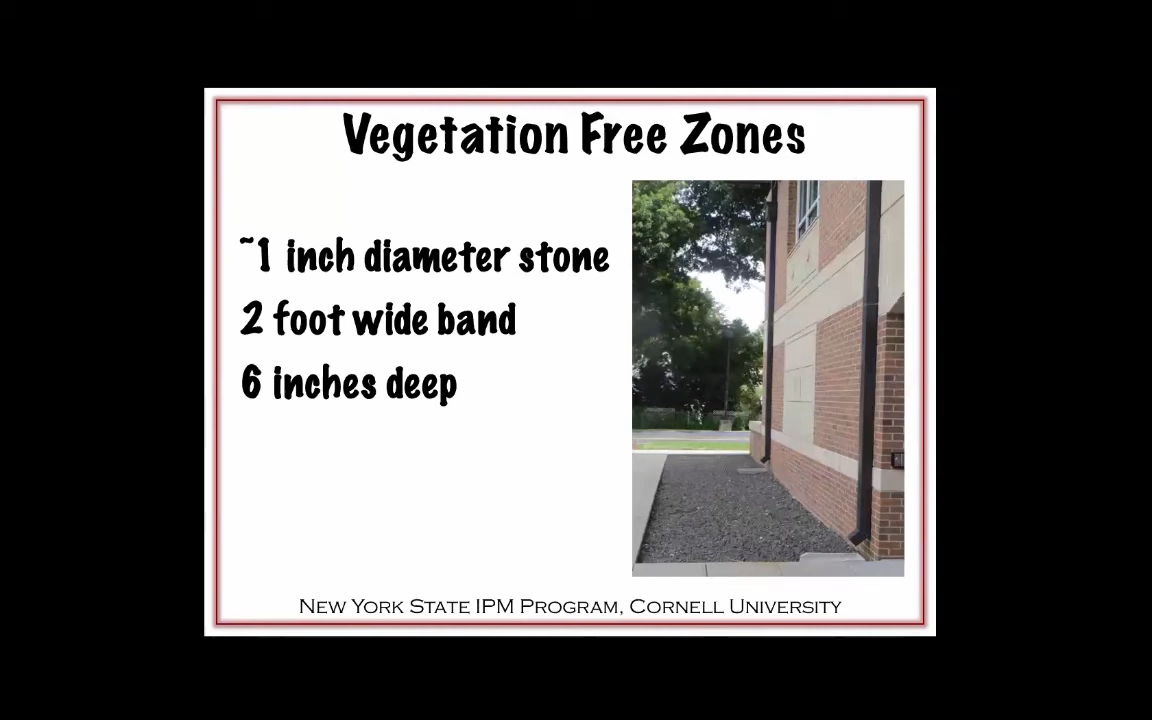 Vegetation Free Zones
~1 inch diameter stone
2 foot wide band
6 inches deep
New York State IPM Program, Cornell University